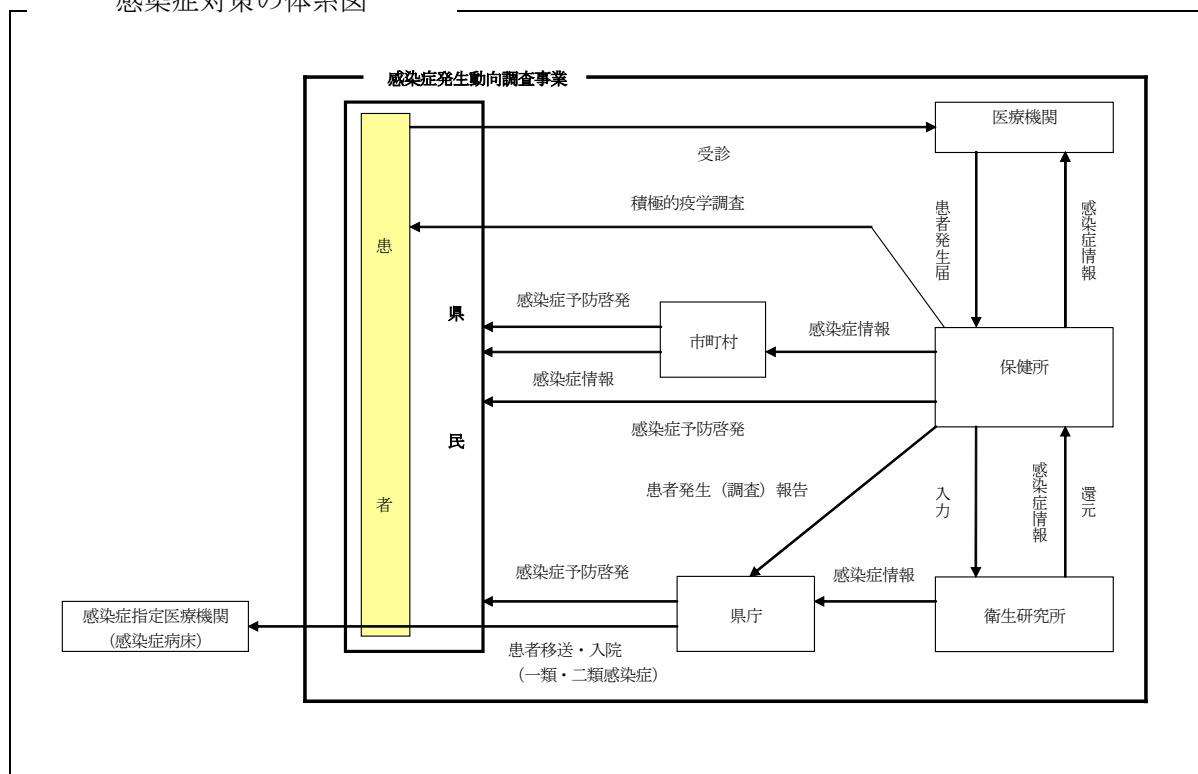 感染症対策の体系図
感染症発生動向調査事業
医療機関
受診
積極的疫学調査
患者発生届
感染症情報
患者
県民
感染症予防啓発
市町村
感染症情報
保健所
感染症情報
感染症予防啓発
患者発生（調査）報告
入力
感染症情報
還元
感染症予防啓発
県庁
感染症情報
衛生研究所
感染症指定医療機関
(感染症病床)
患者移送・入院
（一類・二類感染症）